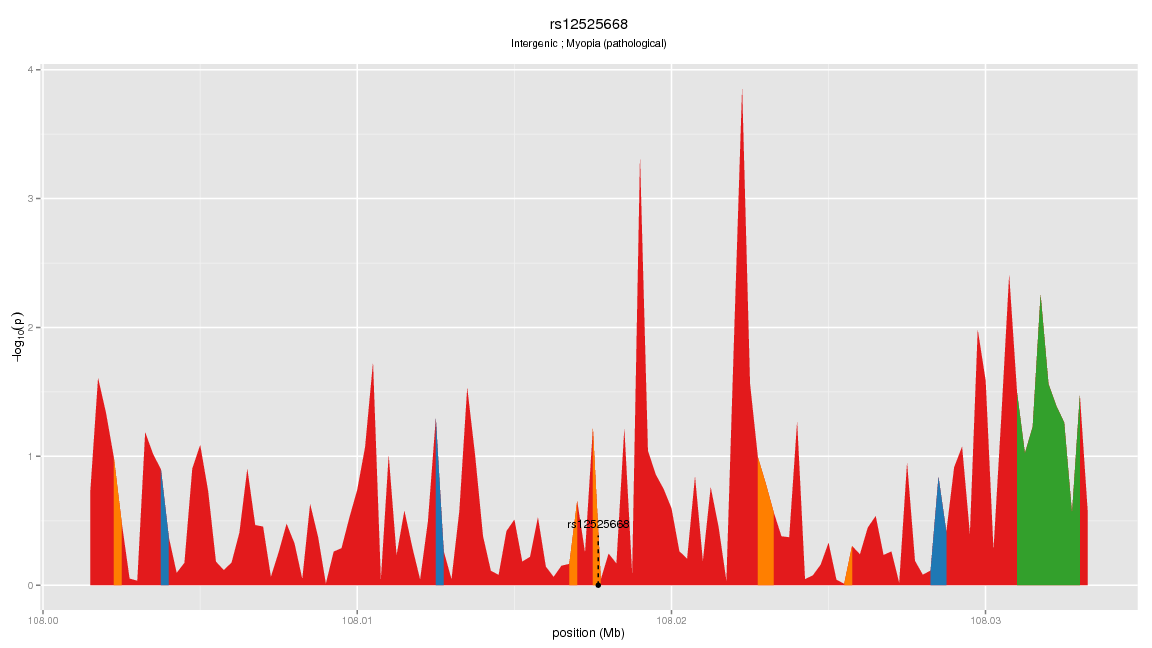 rs12525668
Intergenic ; Myopia (pathological)
4
3
2
1
0
−log10(p)
rs12525668
108.00
108.01
108.02
108.03
position (Mb)